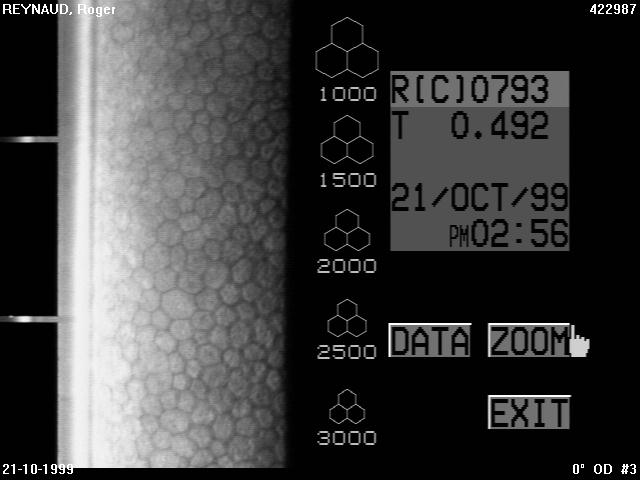 REYNAUD, Roger
422987
1000
1500
2000
2500
3000
R[C]0793
T 0.492
21/OCT/99
PM02:56
DATA
ZOOM
EXIT
21-10-1999
0° OD #3